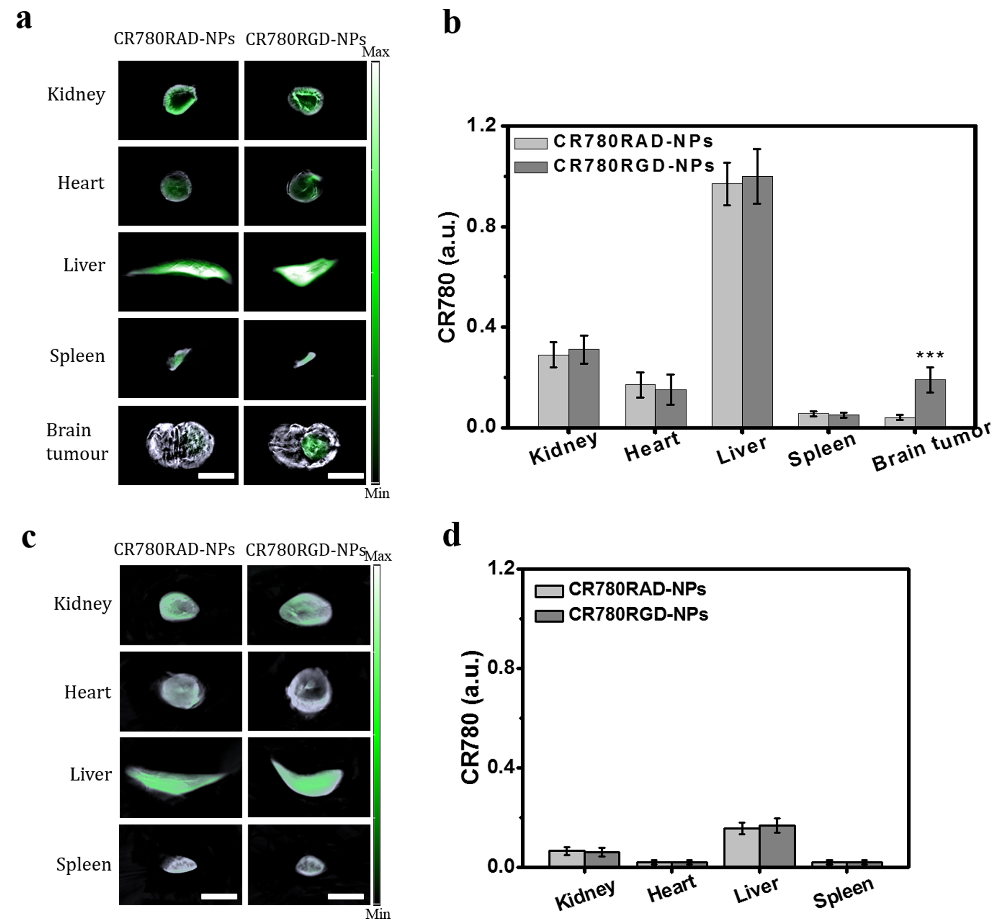 a
CR780RAD-NPs CR780RGD-NPs
Max
Kidney
Heart
Liver
Spleen
Brain
tumour
Min
b
1.2
0.8
0.4
0.0
CR780 (a.u.)
CR780RAD-NPs
CR780RGD-NPs
***
Kidney Heart Liver Spleen Brain tumor
c
CR780RAD-NPs CR780RGD-NPs
Max
Kidney
Heart
Liver
Spleen
Min
d
1.2
0.8
0.4
0.0
CR780 (a.u.)
CR780RAD-NPs
CR780RGD-NPs
Kidney Heart Liver Spleen